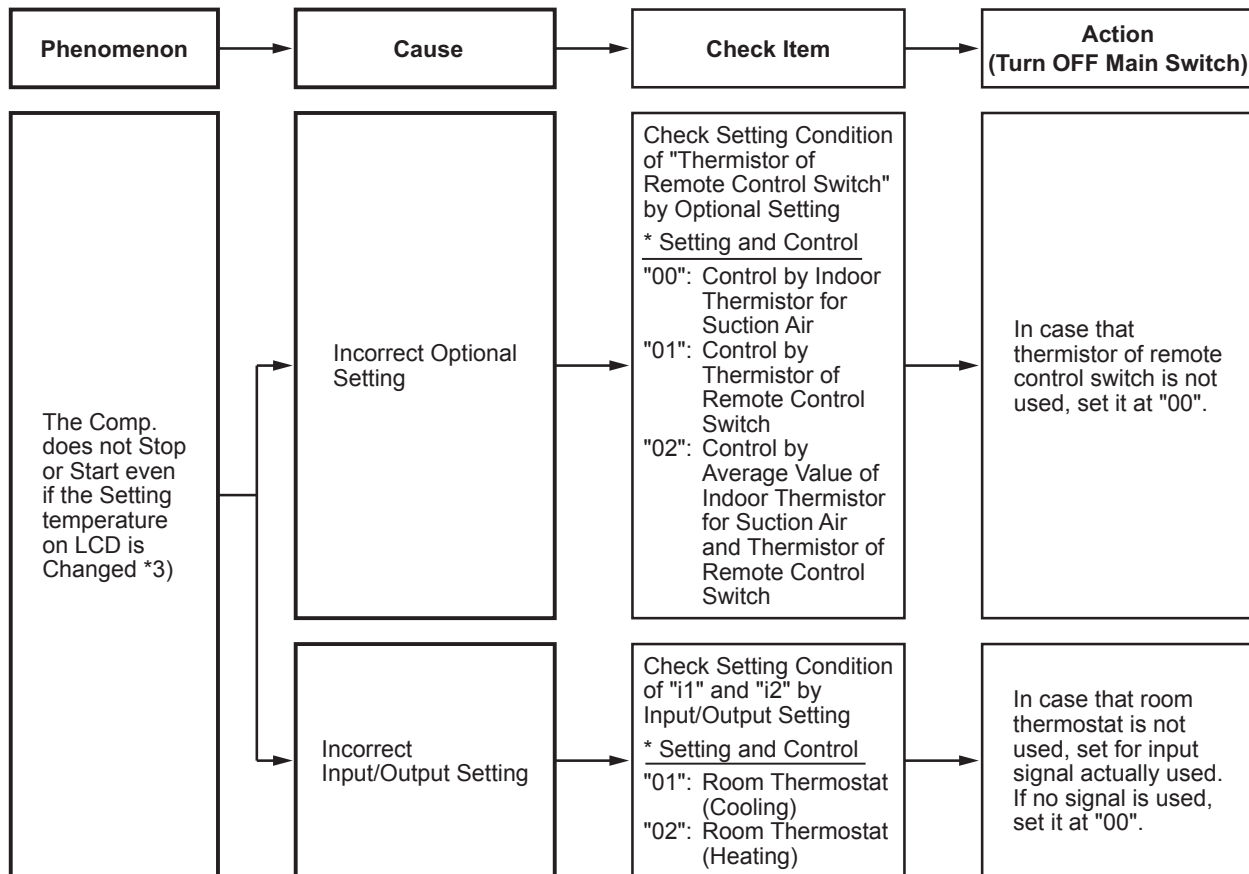 Phenomenon
Cause
Check Item
Action
(Turn OFF Main Switch)
The Comp.
does not Stop
or Start even
if the Setting
temperature
on LCD is
Changed *3)
Incorrect Optional
Setting
Check Setting Condition
of "Thermistor of
Remote Control Switch"
by Optional Setting
* Setting and Control
"00": Control by Indoor
Thermistor for
Suction Air
"01": Control by
Thermistor of
Remote Control
Switch
"02": Control by
Average Value of
Indoor Thermistor
for Suction Air
and Thermistor of
Remote Control
Switch
In case that
thermistor of remote
control switch is not
used, set it at "00".
Incorrect
Input/Output Setting
Check Setting Condition
of "i1" and "i2" by
Input/Output Setting
* Setting and Control
"01": Room Thermostat
(Cooling)
"02": Room Thermostat
(Heating)
In case that room
thermostat is not
used, set for input
signal actually used.
If no signal is used,
set it at "00".